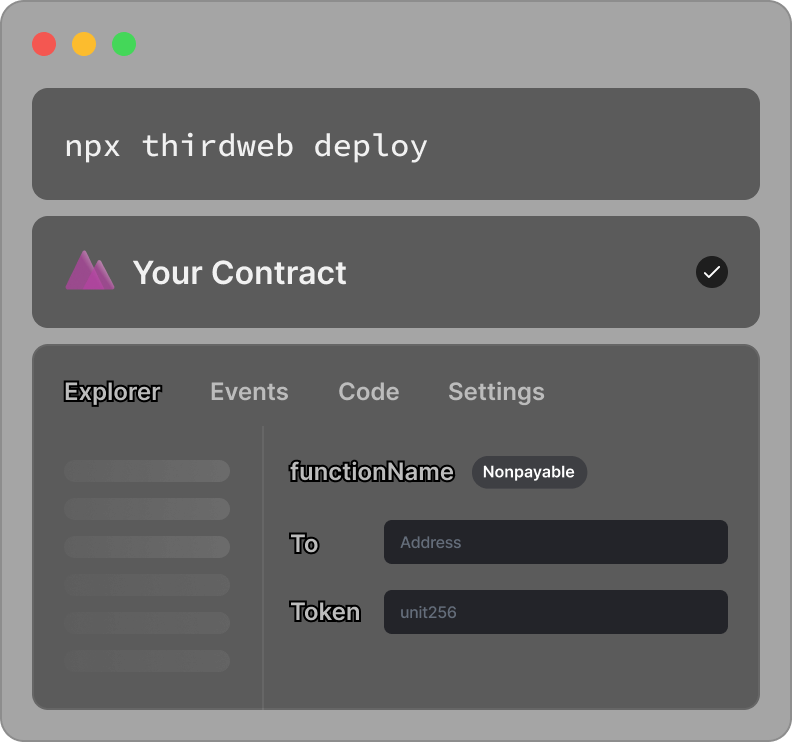 npx thirdweb deploy
Your Contract
Explorer Events Code Settings
functionName Nonpayable
To Address
Token unit256